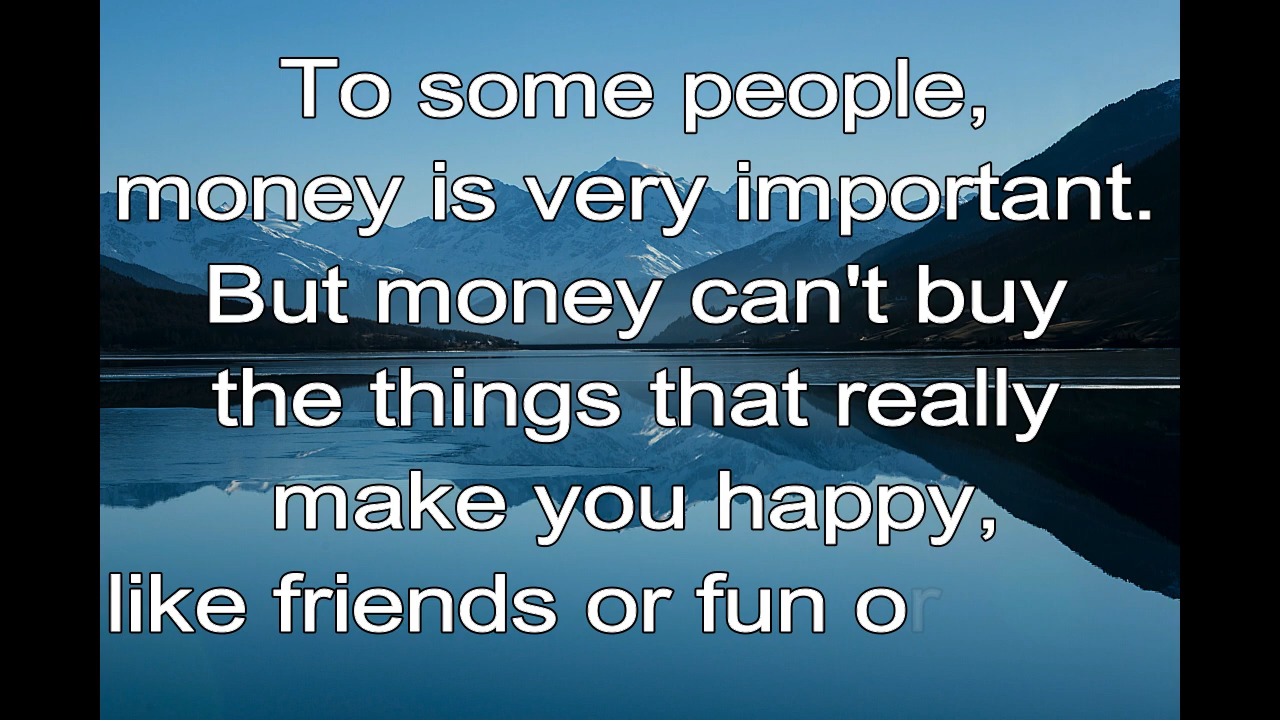 To some people,
money is very important.
But money can't buy
the things that really
make you happy,
like friends or fun or